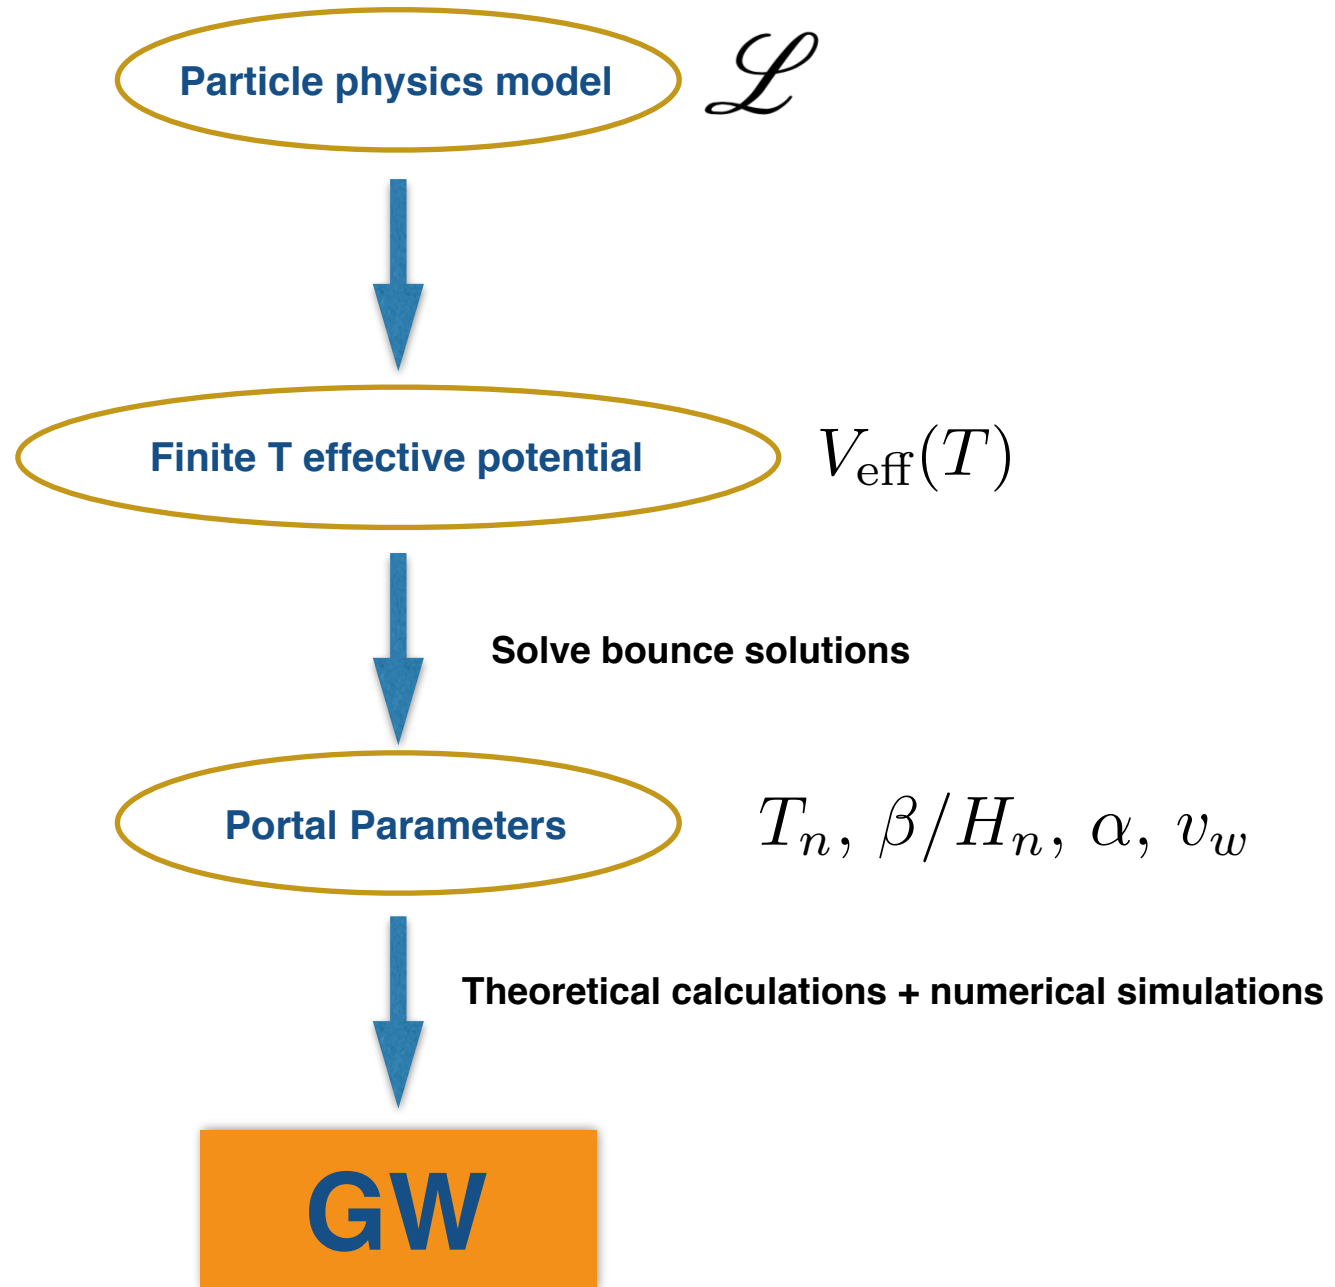 Particle physics model ℒ
Finite T effective potential V_eff(T)
Solve bounce solutions
Portal Parameters T_n, β/H_n, α, v_w
Theoretical calculations + numerical simulations
GW